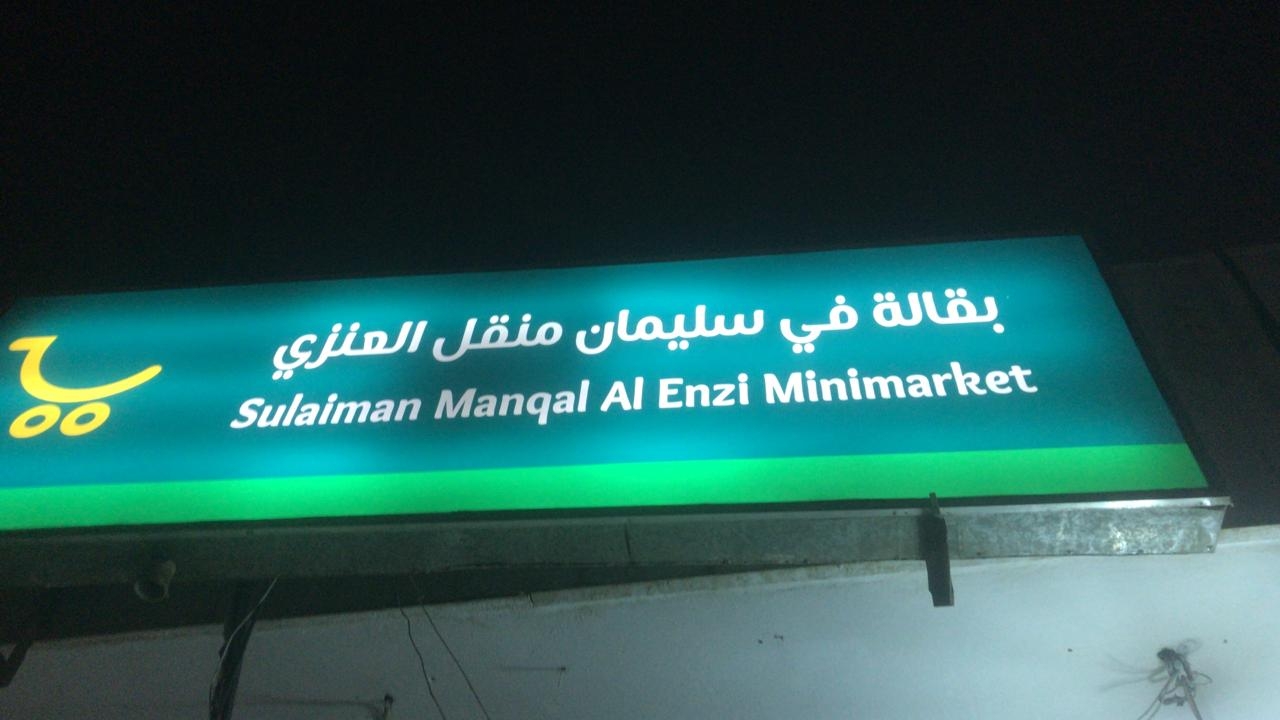 بقالة في سليمان منقل العنزي
Sulaiman Manqal Al Enzi Minimarket